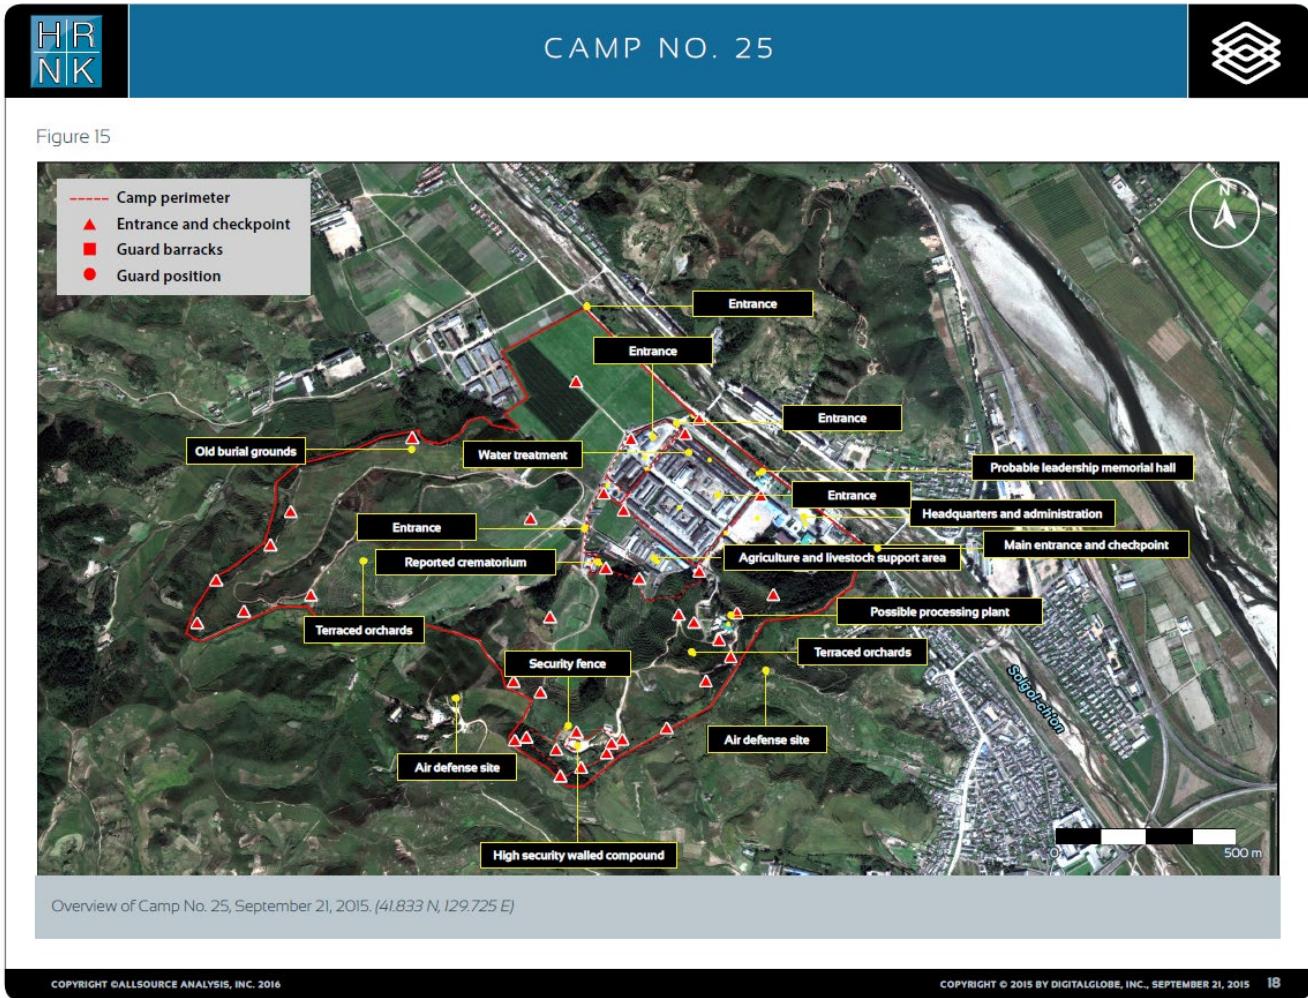 HR
NK
CAMP NO. 25
Figure 15
Camp perimeter
Entrance and checkpoint
Guard barracks
Guard position
N
Entrance
Entrance
Entrance
Old burial grounds
Water treatment
Probable leadership memorial hall
Entrance
Headquarters and administration
Entrance
Main entrance and checkpoint
Reported crematorium
Agriculture and livestock support area
Possible processing plant
Terraced orchards
Terraced orchards
Security fence
Solgol-ch'on
Air defense site
Air defense site
High security walled compound
0 500 m
Overview of Camp No. 25, September 21, 2015. (41.833 N, 129.725 E)
COPYRIGHT ©ALLSOURCE ANALYSIS, INC. 2016
COPYRIGHT © 2015 BY DIGITALGLOBE, INC., SEPTEMBER 21, 2015 18